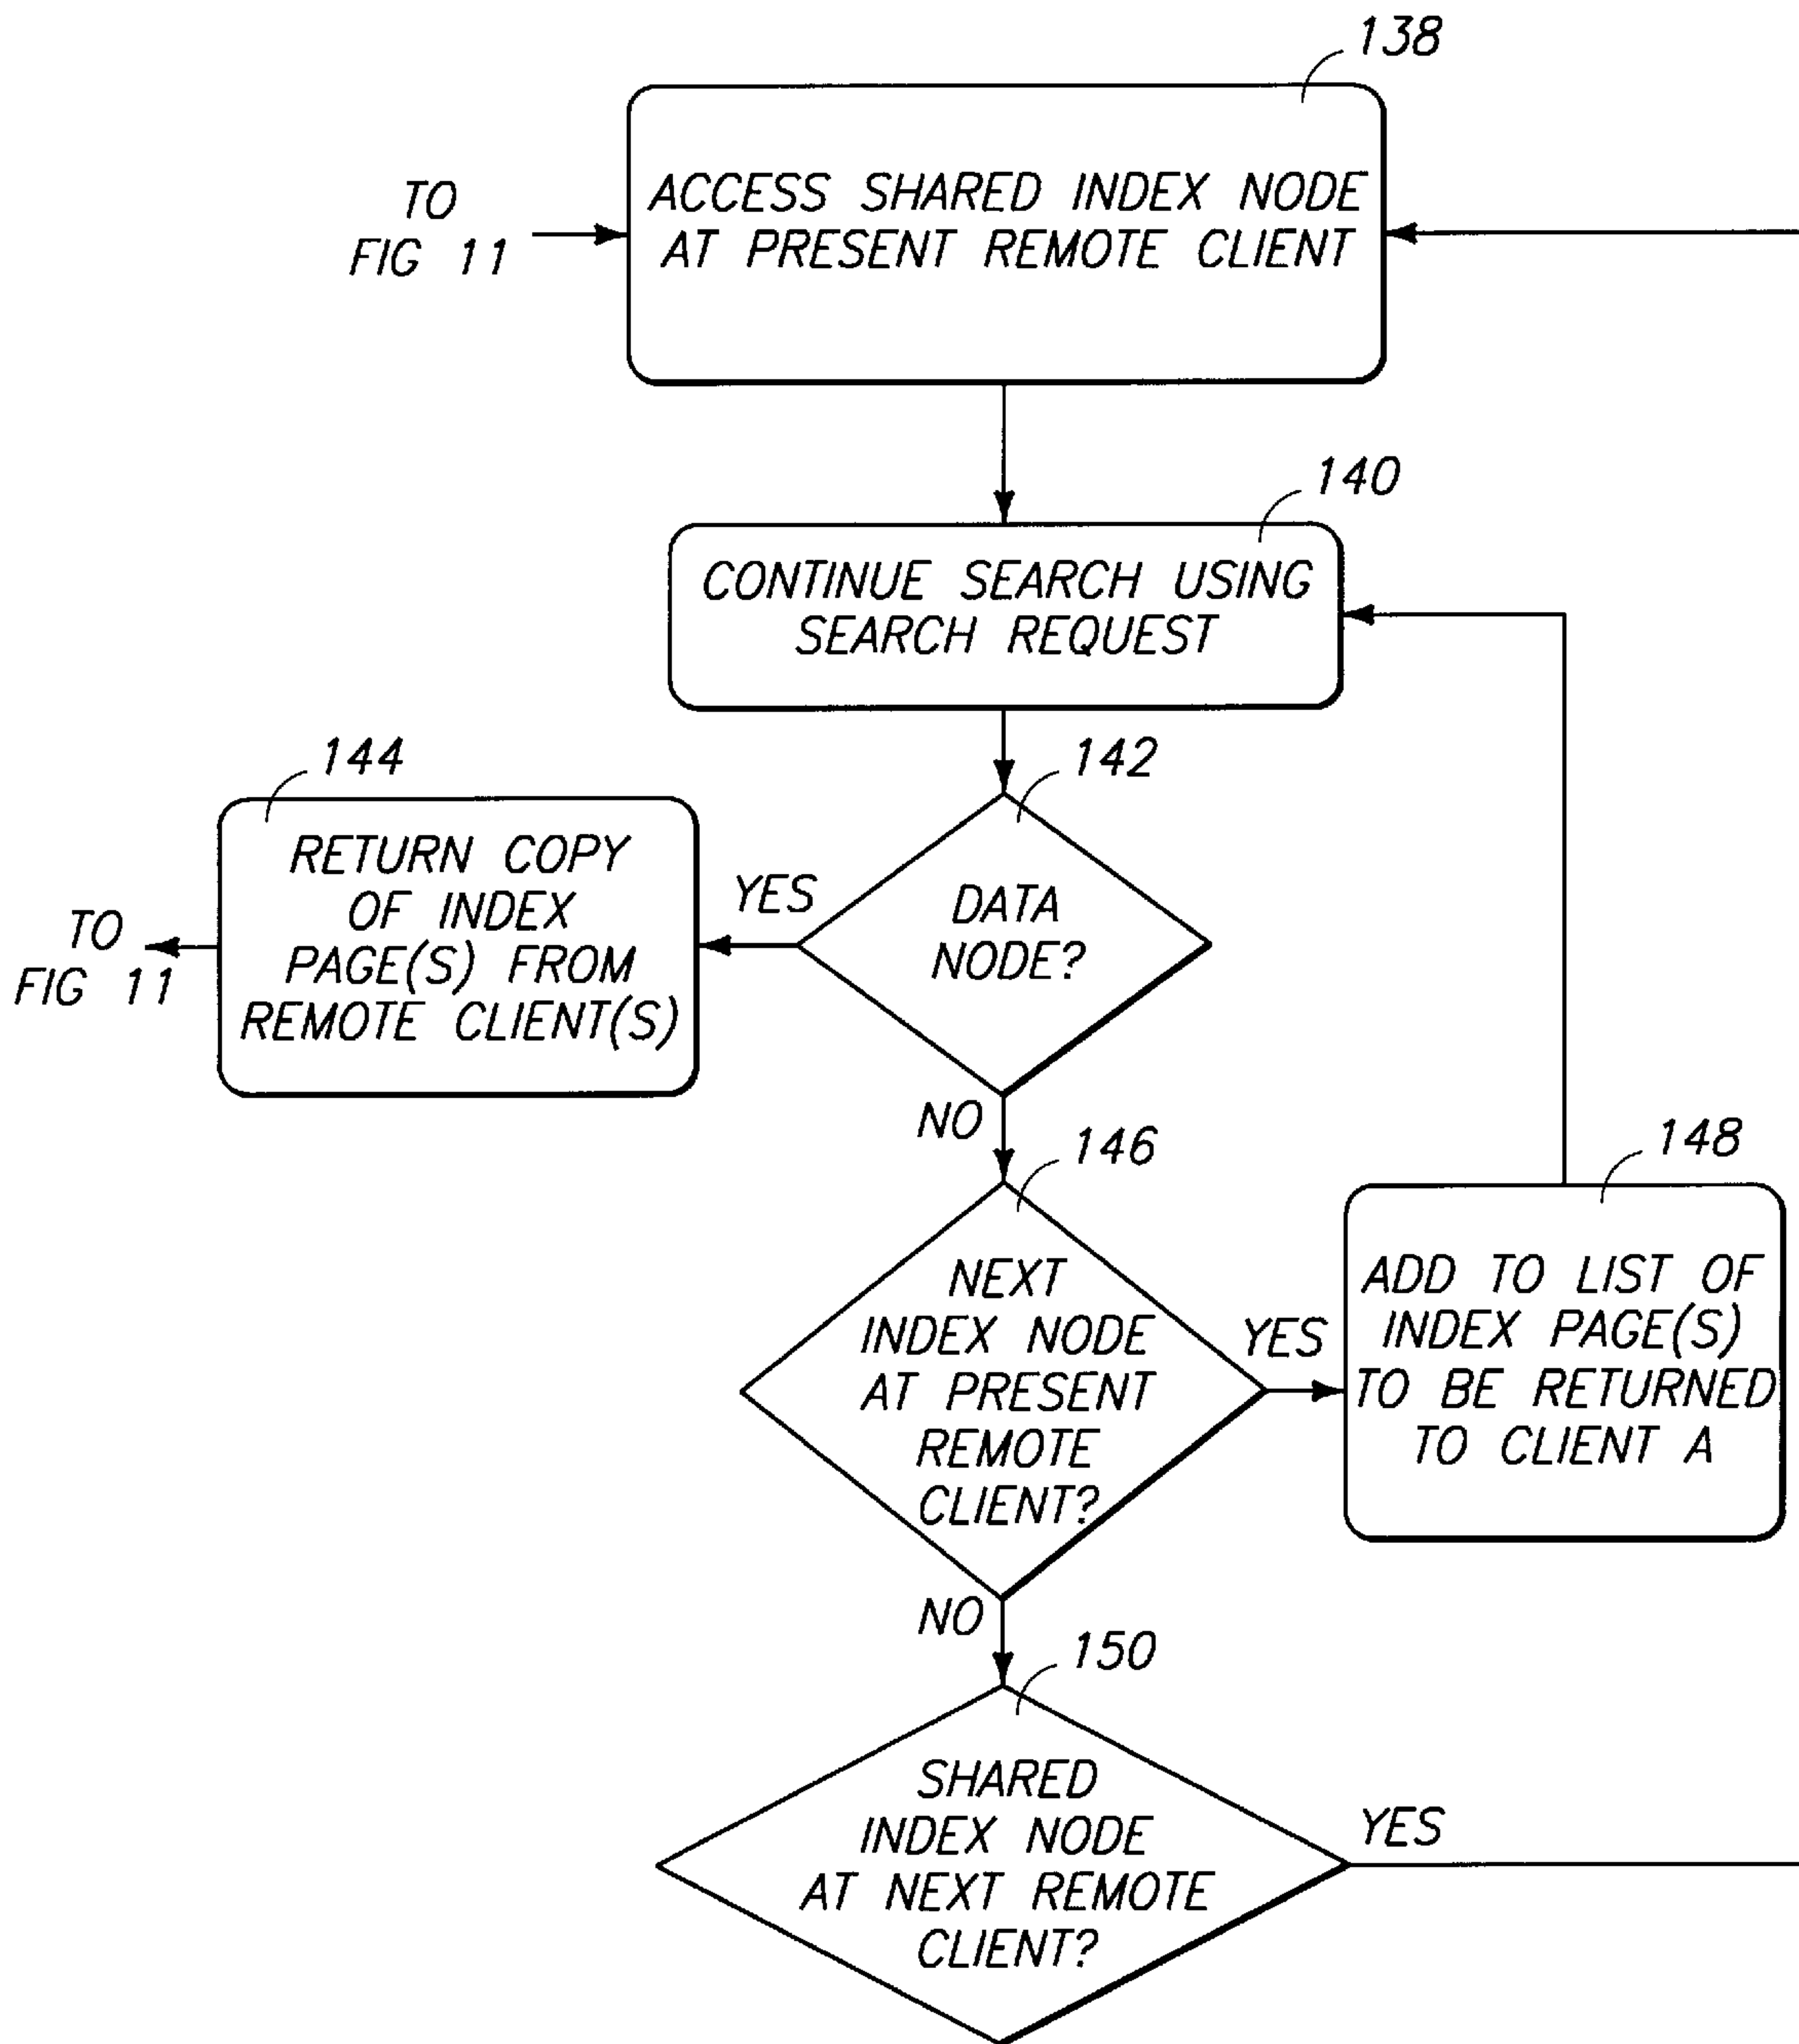 138
ACCESS SHARED INDEX NODE
AT PRESENT REMOTE CLIENT
TO
FIG 11
140
CONTINUE SEARCH USING
SEARCH REQUEST
142
DATA
NODE?
YES
144
RETURN COPY
OF INDEX
PAGE(S) FROM
REMOTE CLIENT(S)
TO
FIG 11
NO
146
NEXT
INDEX NODE
AT PRESENT
REMOTE
CLIENT?
YES
148
ADD TO LIST OF
INDEX PAGE(S)
TO BE RETURNED
TO CLIENT A
NO
150
SHARED
INDEX NODE
AT NEXT REMOTE
CLIENT?
YES